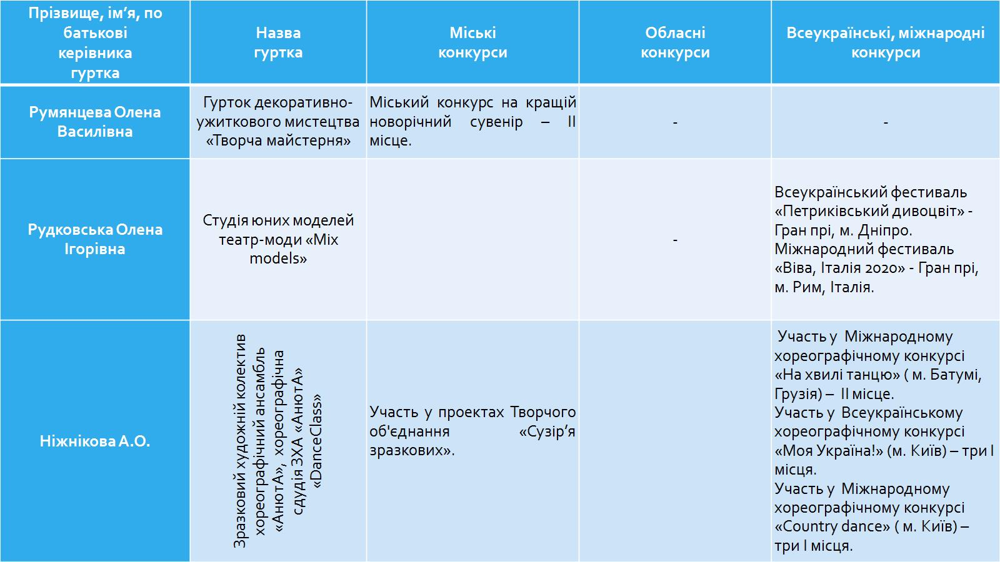 Прізвище, ім’я, по
батькові
керівника
гуртка
Назва
гуртка
Міські
конкурси
Обласні
конкурси
Всеукраїнські, міжнародні
конкурси
Румянцева Олена
Василівна
Гурток декоративно-
ужиткового мистецтва
«Творча майстерня»
Міський конкурс на кращій
новорічний сувенір – ІІ
місце.
-
-
Рудковська Олена
Ігорівна
Студія юних моделей
театр-моди «Mix
models»
-
Всеукраїнський фестиваль
«Петриківський дивоцвіт» -
Гран прі, м. Дніпро.
Міжнародний фестиваль
«Віва, Італія 2020» - Гран прі,
м. Рим, Італія.
Ніжнікова А.О.
Зразковий художній колектив
хореографічний ансамбль
«АнютА», хореографічна
сдудія ЗХА «АнютА»
«DanceClass»
Участь у проектах Творчого
об'єднання «Сузір’я
зразкових».
Участь у Міжнародному
хореографічному конкурсі
«На хвилі танцю» ( м. Батумі,
Грузія) – ІІ місце.
Участь у Всеукраїнському
хореографічному конкурсі
«Моя Україна!» (м. Київ) – три І
місця.
Участь у Міжнародному
хореографічному конкурсі
«Country dance» ( м. Київ) –
три І місця.